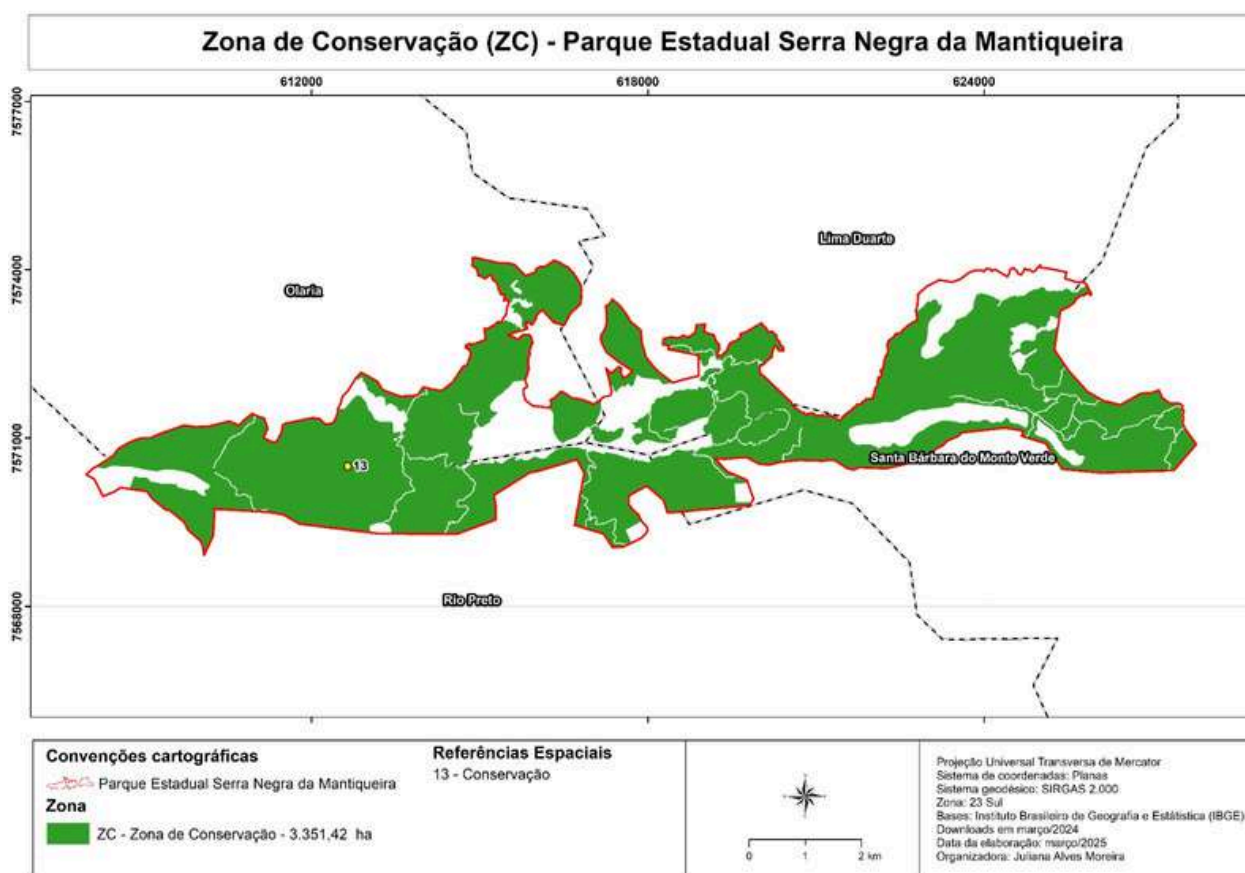 Zona de Conservação (ZC) - Parque Estadual Serra Negra da Mantiqueira
612000
618000
624000
7577000
7574000
7571000
7568000
Lima Duarte
Olaria
13
Santa Bárbara do Monte Verde
Rio Preto
Convenções cartográficas
Parque Estadual Serra Negra da Mantiqueira
Zona
ZC - Zona de Conservação - 3.351,42 ha
Referências Espaciais
13 - Conservação
0 1 2 km
Projeção Universal Transversa de Mercator
Sistema de coordenadas: Planas
Sistema geodésico: SIRGAS 2.000
Zona: 23 Sul
Bases: Instituto Brasileiro de Geografia e Estátistica (IBGE)
Downloads em março/2024
Data da elaboração: março/2025
Organizadora: Juliana Alves Moreira